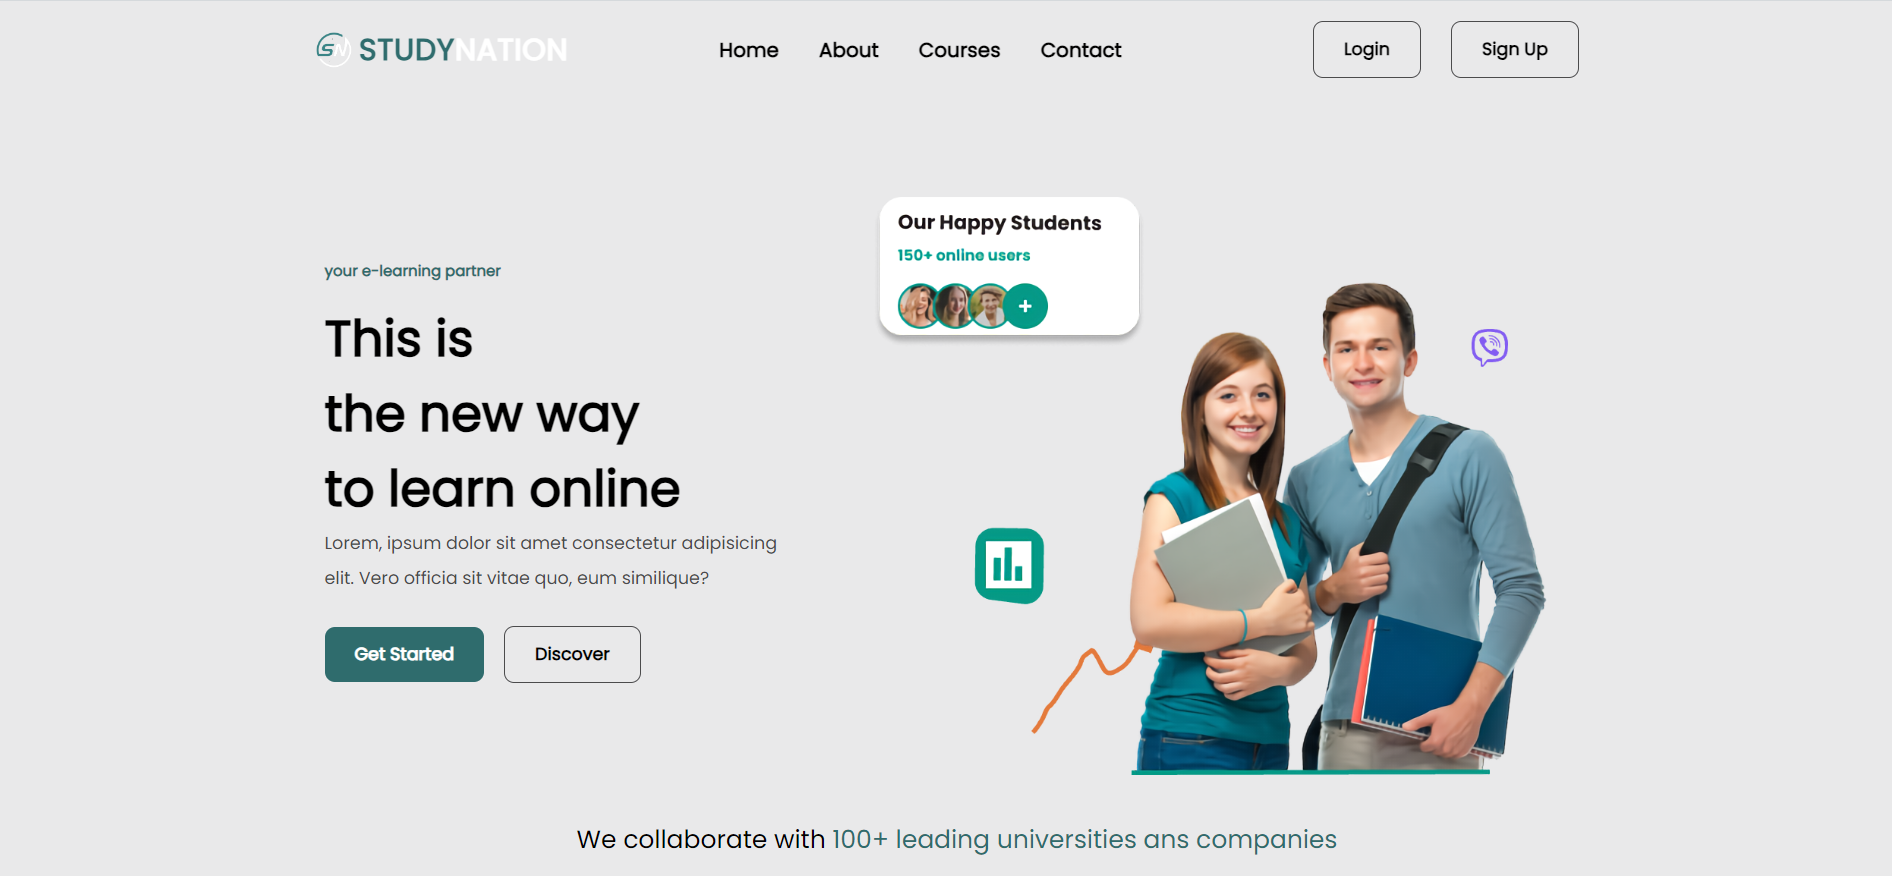 SN STUDYNATION
Home About Courses Contact
Login
Sign Up
Our Happy Students
150+ online users
+
your e-learning partner
This is
the new way
to learn online
Lorem, ipsum dolor sit amet consectetur adipisicing
elit. Vero officia sit vitae quo, eum similique?
Get Started
Discover
We collaborate with 100+ leading universities ans companies